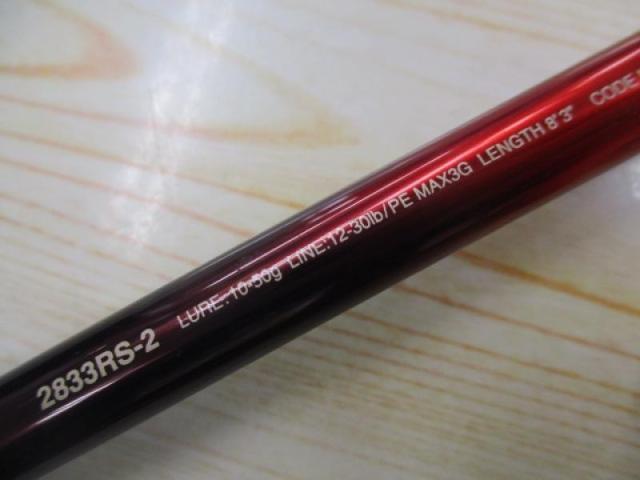 2833RS-2 LURE:10-50g LINE:12-30lb/PE MAX3G LENGTH 8'3" CODE